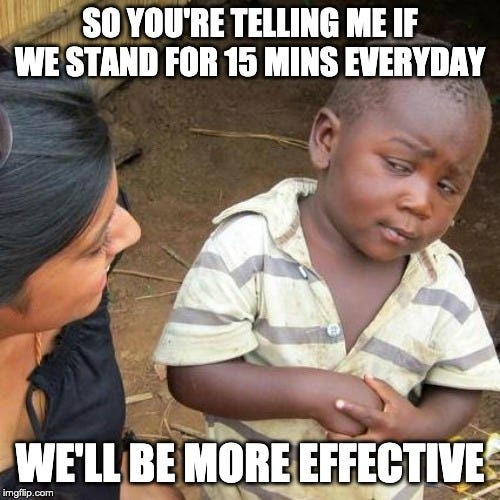 SO YOU'RE TELLING ME IF
WE STAND FOR 15 MINS EVERYDAY
WE'LL BE MORE EFFECTIVE
imgflip.com